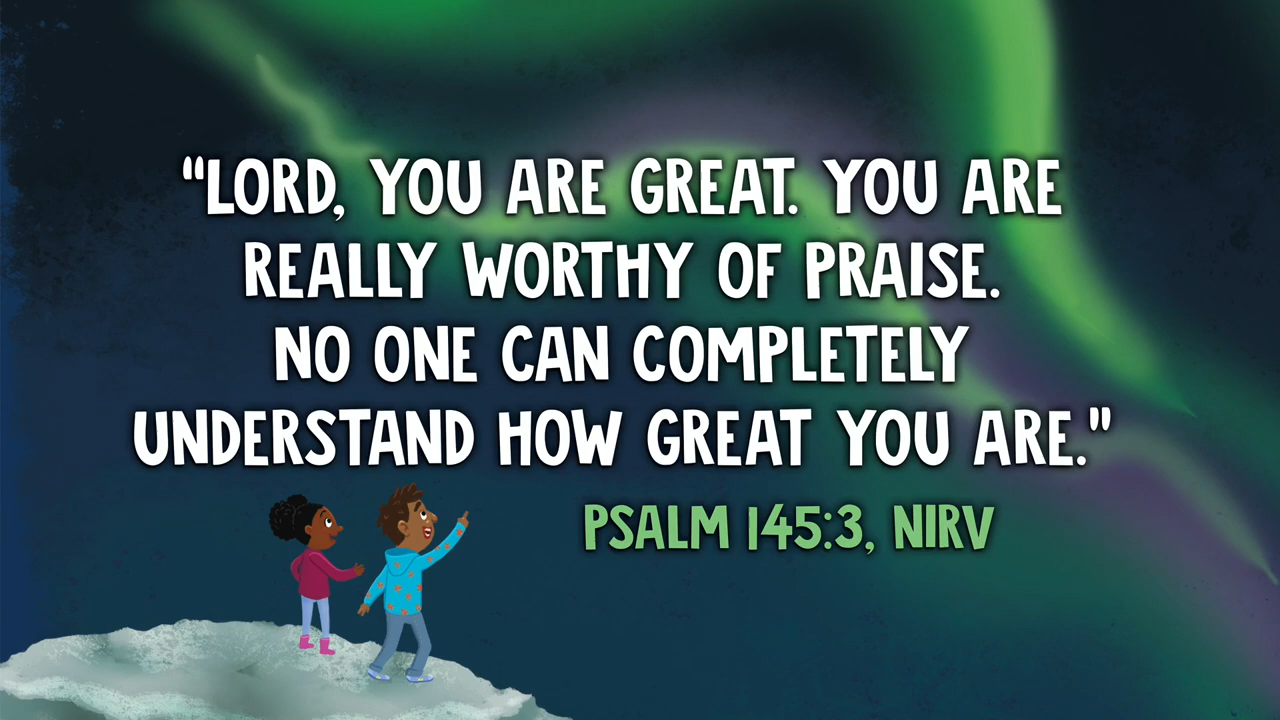 “LORD, YOU ARE GREAT. YOU ARE
REALLY WORTHY OF PRAISE.
NO ONE CAN COMPLETELY
UNDERSTAND HOW GREAT YOU ARE."
PSALM 145:3, NIRV